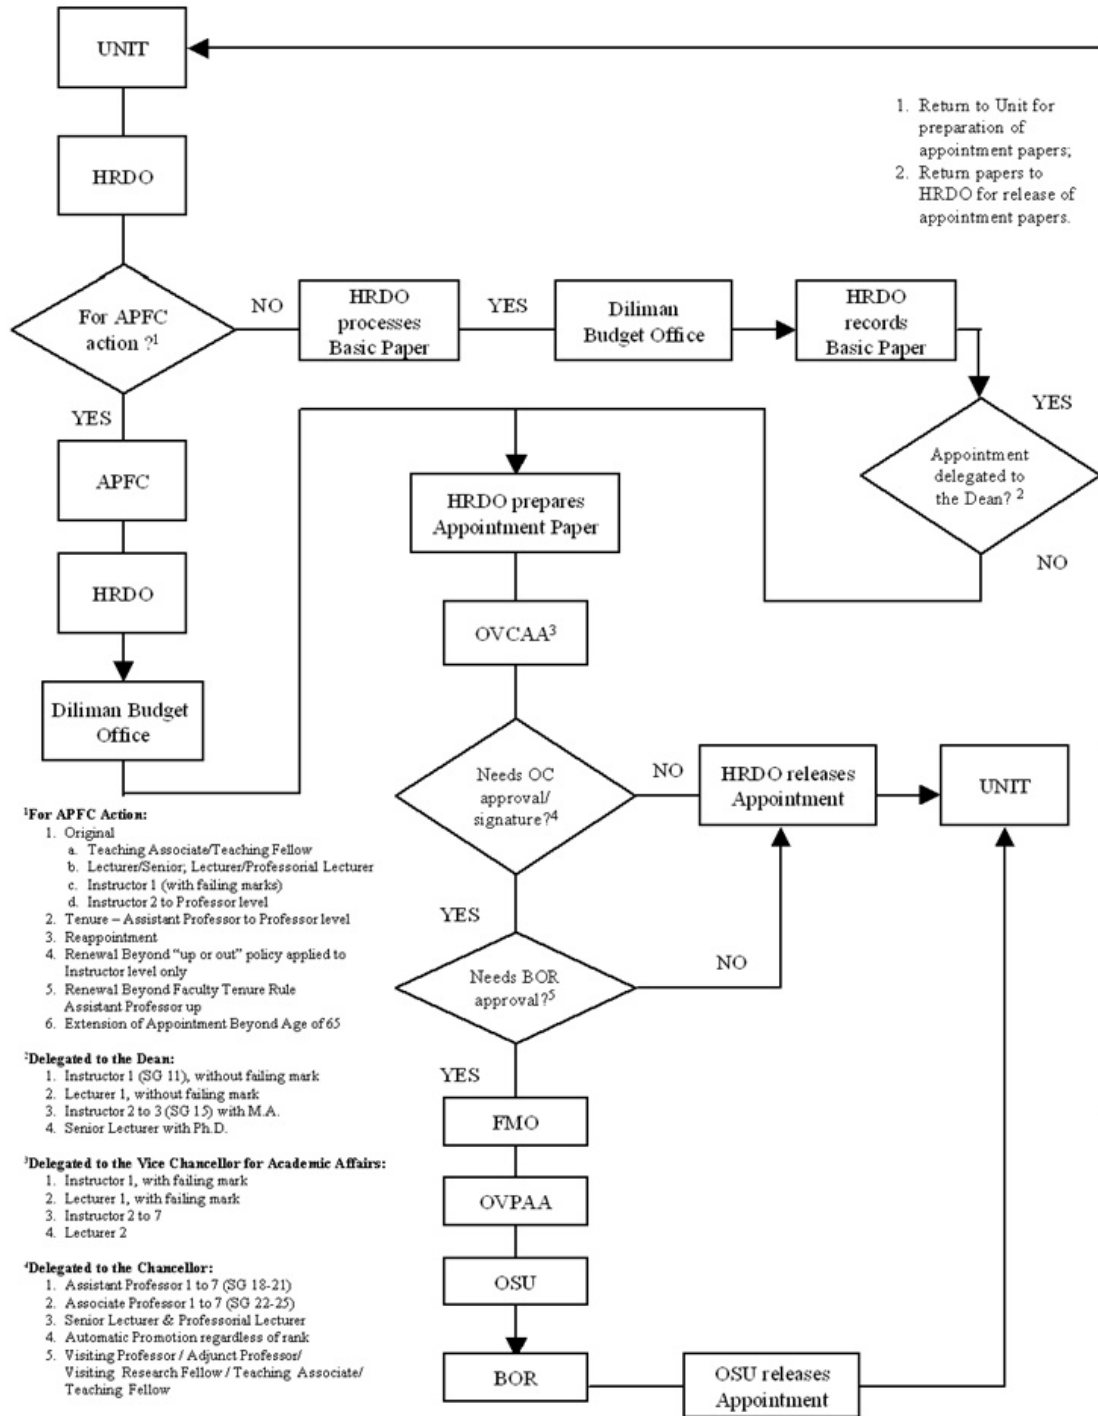 UNIT
1. Return to Unit for
preparation of
appointment papers;
2. Return papers to
HRDO for release of
appointment papers.
HRDO
For APFC
action ?¹
NO
HRDO
processes
Basic Paper
YES
Diliman
Budget Office
HRDO
records
Basic Paper
YES
Appointment
delegated to
the Dean? ²
NO
YES
APFC
HRDO
Diliman Budget
Office
HRDO prepares
Appointment Paper
OVCAA³
Needs OC
approval/
signature?⁴
NO
HRDO releases
Appointment
UNIT
YES
Needs BOR
approval?⁵
NO
YES
FMO
OVPAA
OSU
BOR
OSU releases
Appointment
¹For APFC Action:
1. Original
a. Teaching Associate/Teaching Fellow
b. Lecturer/Senior; Lecturer/Professorial Lecturer
c. Instructor 1 (with failing marks)
d. Instructor 2 to Professor level
2. Tenure – Assistant Professor to Professor level
3. Reappointment
4. Renewal Beyond “up or out” policy applied to
Instructor level only
5. Renewal Beyond Faculty Tenure Rule
Assistant Professor up
6. Extension of Appointment Beyond Age of 65
²Delegated to the Dean:
1. Instructor 1 (SG 11), without failing mark
2. Lecturer 1, without failing mark
3. Instructor 2 to 3 (SG 15) with M.A.
4. Senior Lecturer with Ph.D.
³Delegated to the Vice Chancellor for Academic Affairs:
1. Instructor 1, with failing mark
2. Lecturer 1, with failing mark
3. Instructor 2 to 7
4. Lecturer 2
⁴Delegated to the Chancellor:
1. Assistant Professor 1 to 7 (SG 18-21)
2. Associate Professor 1 to 7 (SG 22-25)
3. Senior Lecturer & Professorial Lecturer
4. Automatic Promotion regardless of rank
5. Visiting Professor / Adjunct Professor/
Visiting Research Fellow / Teaching Associate/
Teaching Fellow